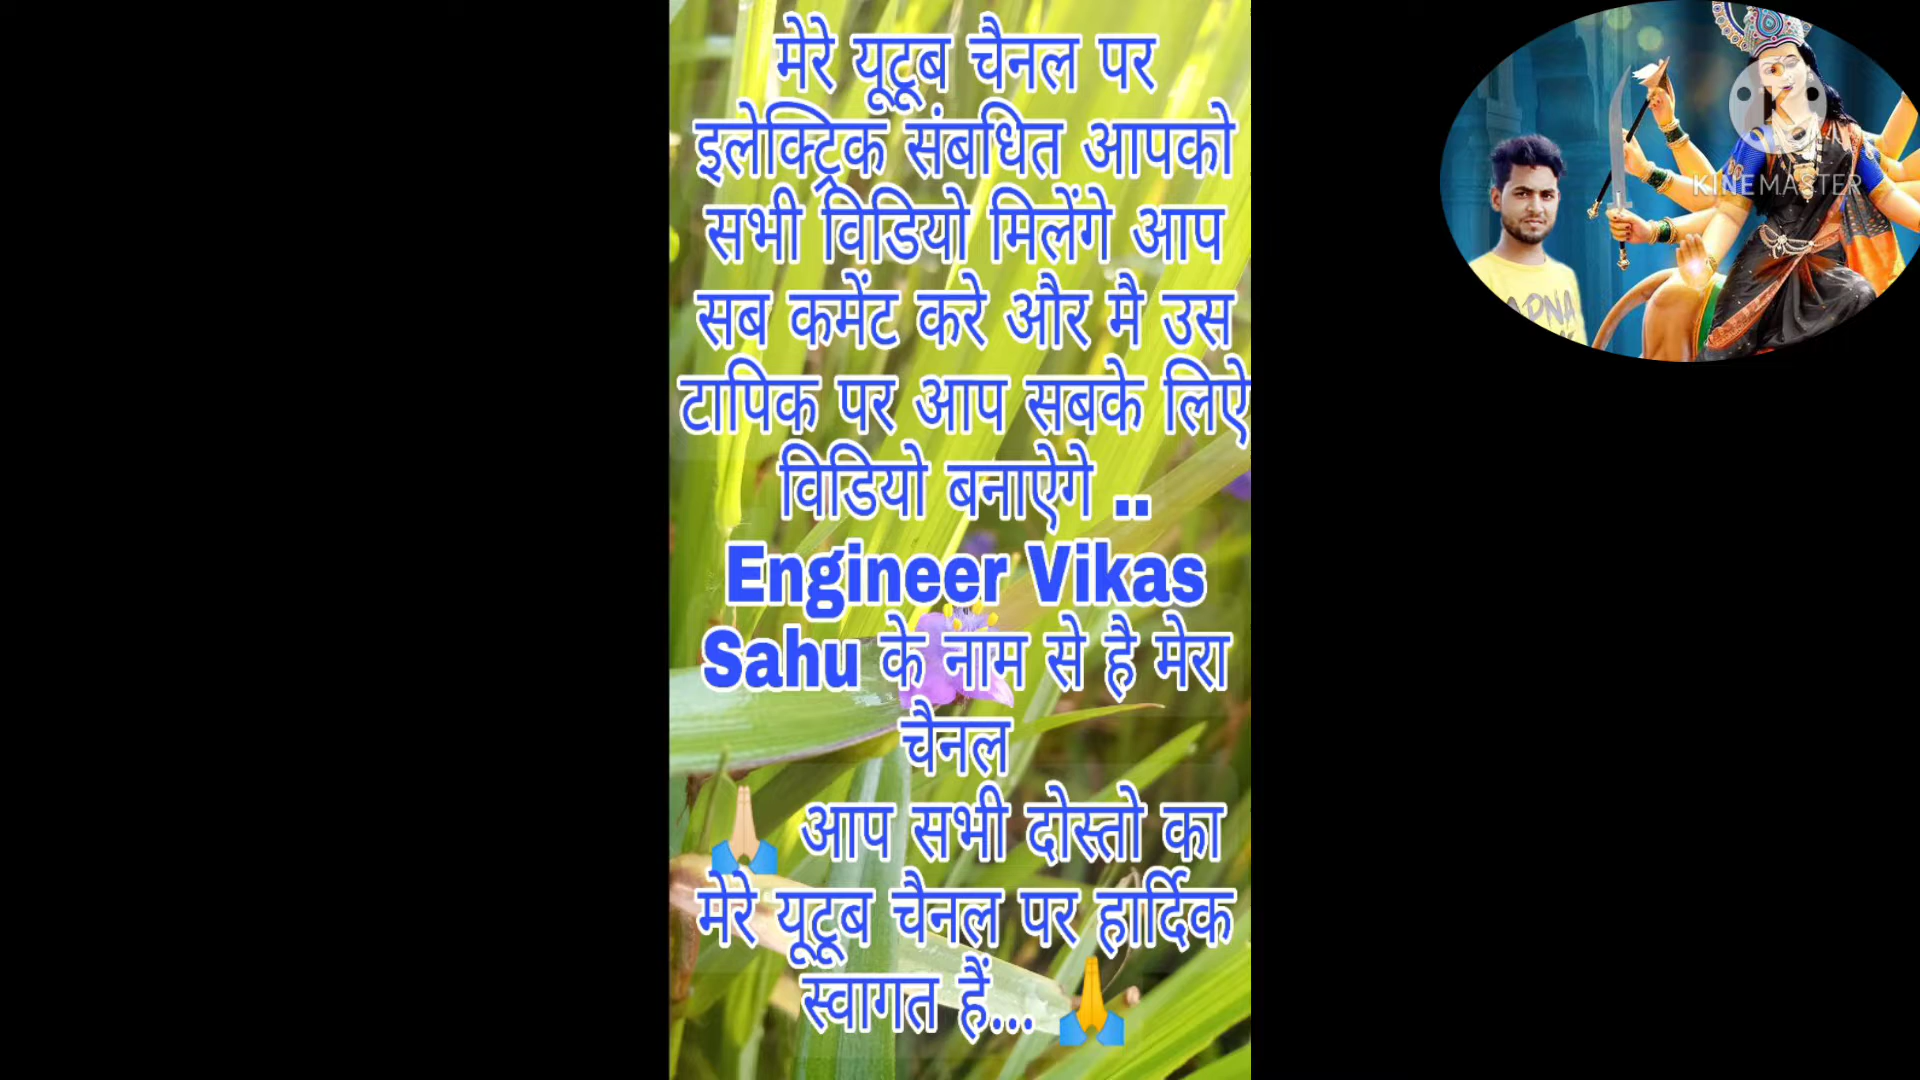 मेरे यूटूब चैनल पर
इलेक्ट्रिक संबधित आपको
सभी विडियो मिलेंगे आप
सब कमेंट करे और मै उस
टापिक पर आप सबके लिऐ
विडियो बनाऐगे ..
Engineer Vikas
Sahu के नाम से है मेरा
चैनल
🙏🏻 आप सभी दोस्तो का
मेरे यूटूब चैनल पर हार्दिक
स्वागत हैं... 🙏
K
KINEMASTER